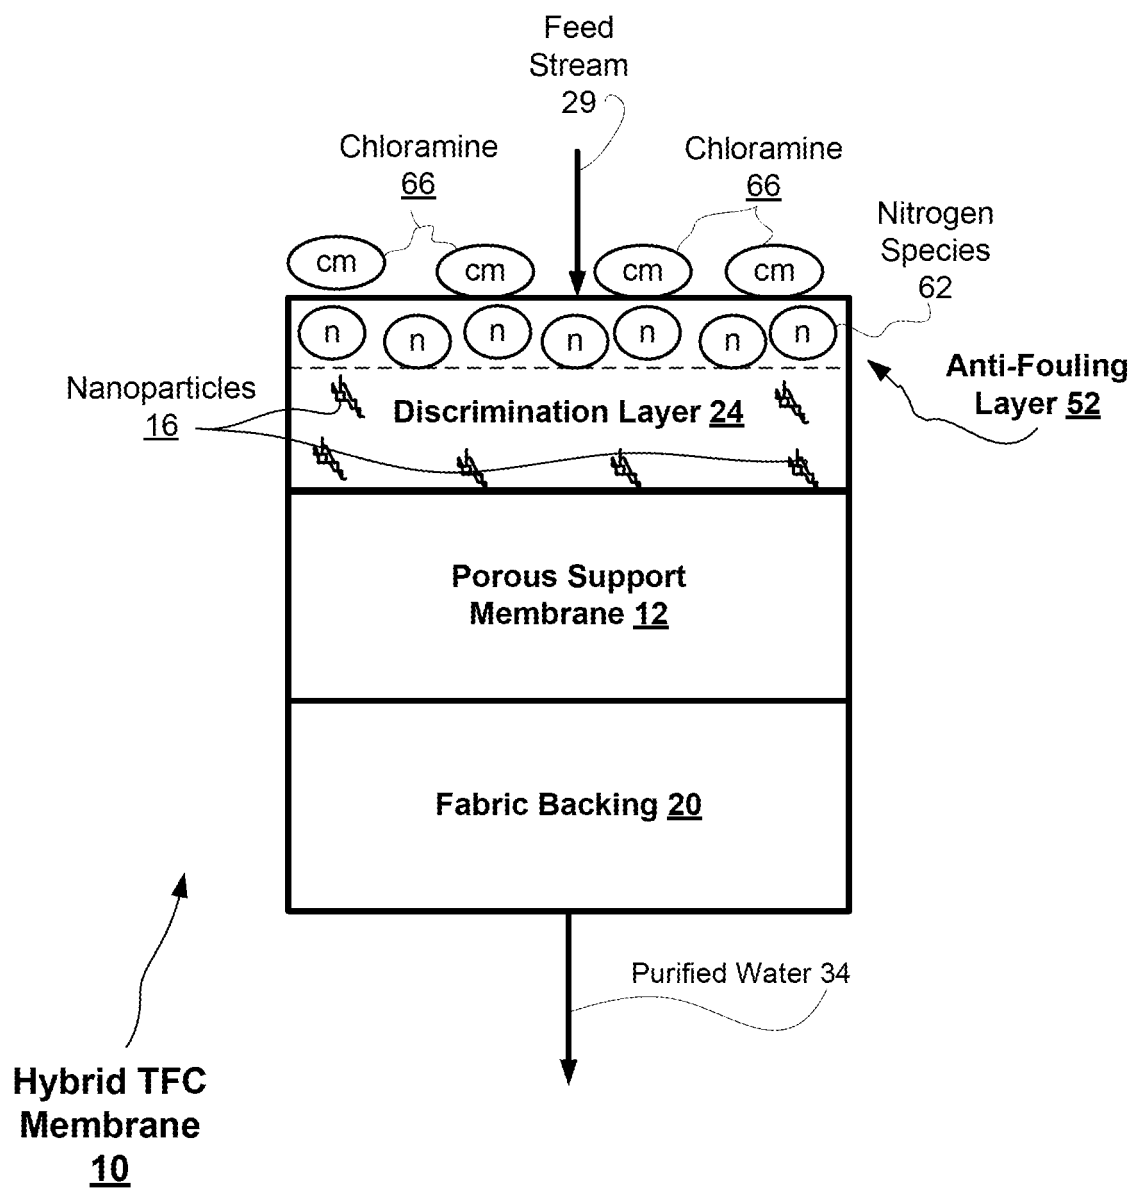 Feed
Stream
29
Chloramine
66
Chloramine
66
Nitrogen
Species
62
cm
cm
cm
cm
n
n
n
n
n
n
n
Anti-Fouling
Layer 52
Nanoparticles
16
Discrimination Layer 24
Porous Support
Membrane 12
Fabric Backing 20
Purified Water 34
Hybrid TFC
Membrane
10